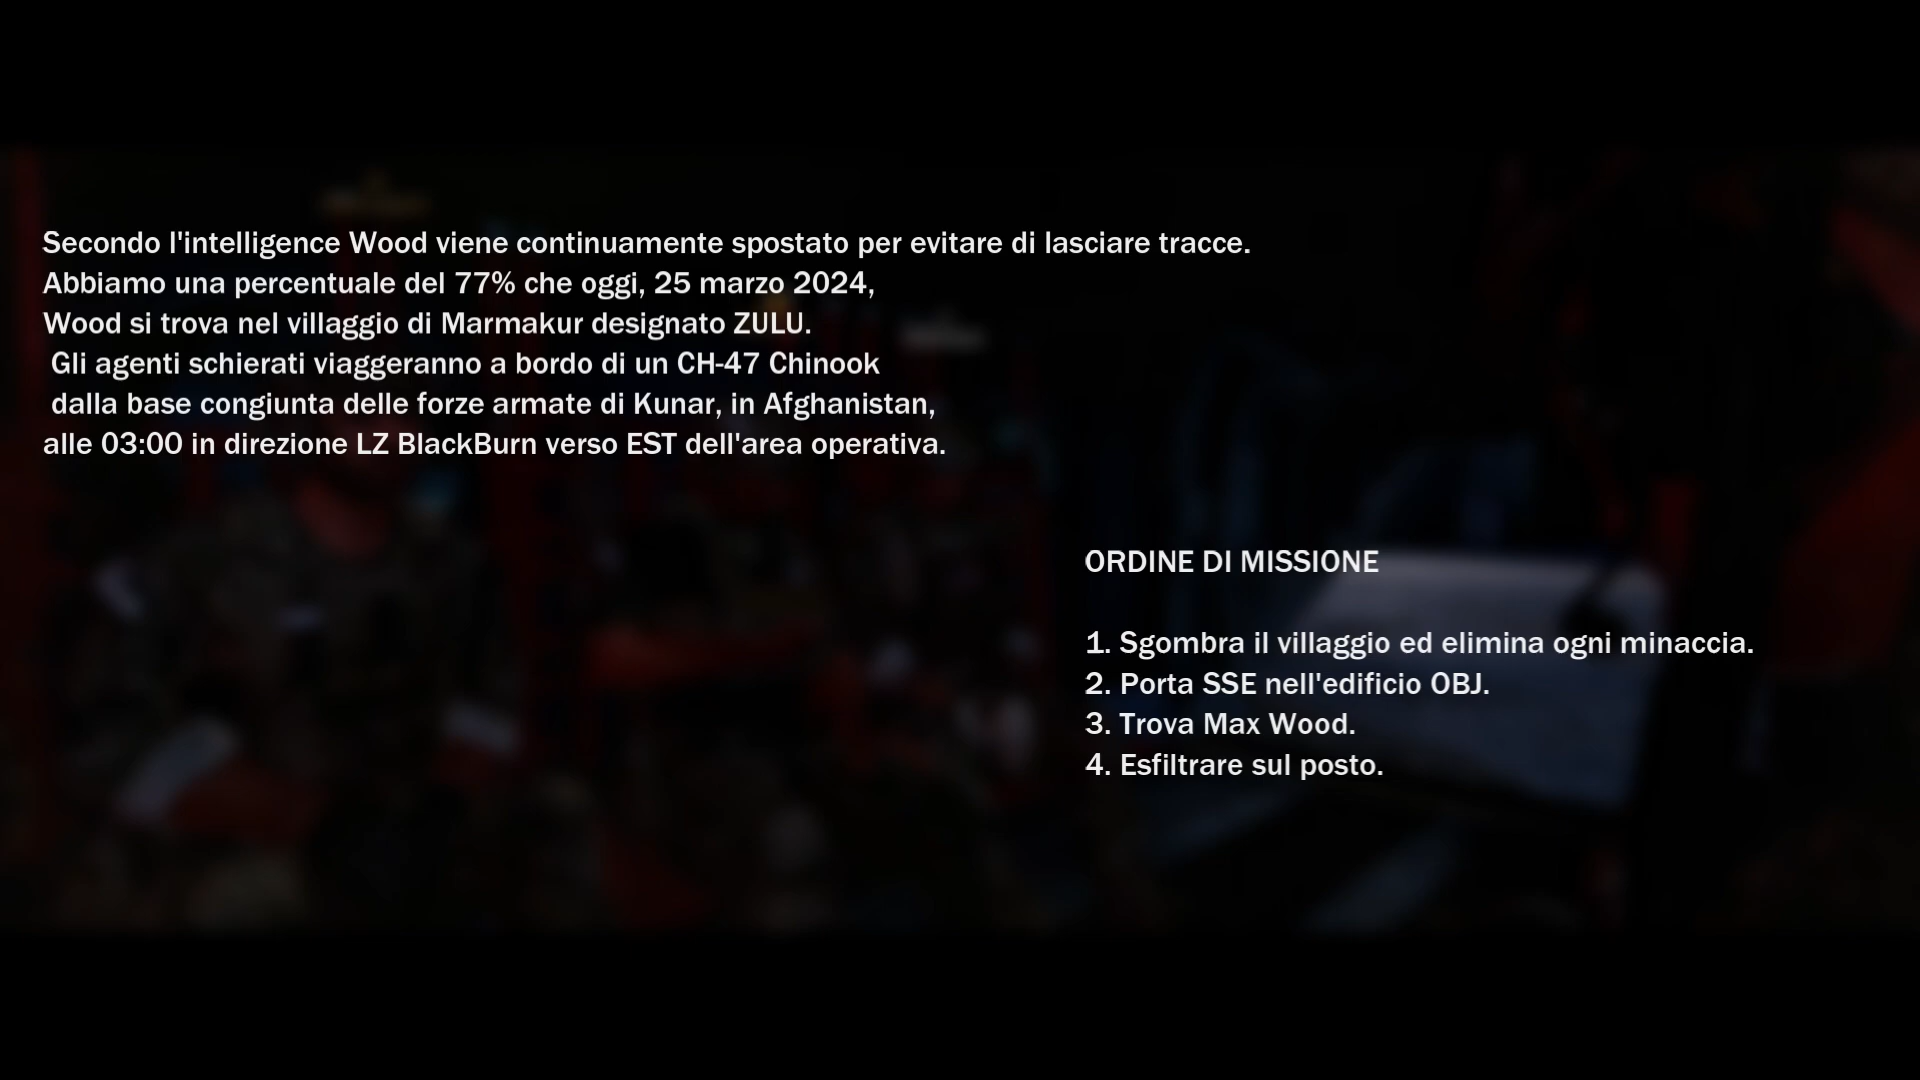 Secondo l'intelligence Wood viene continuamente spostato per evitare di lasciare tracce.
Abbiamo una percentuale del 77% che oggi, 25 marzo 2024,
Wood si trova nel villaggio di Marmakur designato ZULU.
Gli agenti schierati viaggeranno a bordo di un CH-47 Chinook
dalla base congiunta delle forze armate di Kunar, in Afghanistan,
alle 03:00 in direzione LZ BlackBurn verso EST dell'area operativa.
ORDINE DI MISSIONE
1. Sgombra il villaggio ed elimina ogni minaccia.
2. Porta SSE nell'edificio OBJ.
3. Trova Max Wood.
4. Esfiltrare sul posto.